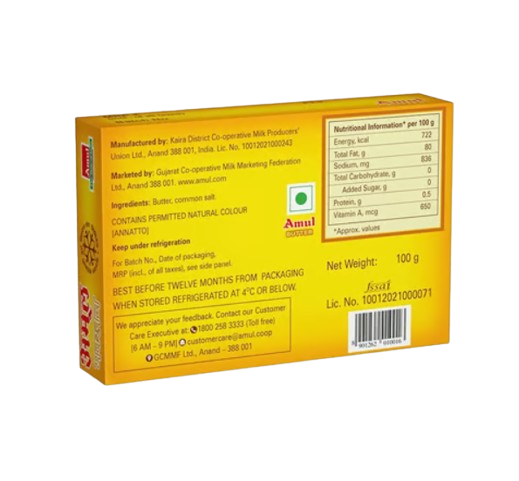 Manufactured by: Kaira District Co-operative Milk Producers'
Union Ltd., Anand 388 001, India. Lic. No. 10012021000243
Marketed by: Gujarat Co-operative Milk Marketing Federation
Ltd., Anand 388 001. www.amul.com
Ingredients: Butter, common salt.
CONTAINS PERMITTED NATURAL COLOUR
[ANNATTO]
Keep under refrigeration
For Batch No., Date of packaging,
MRP (incl., of all taxes), see side panel.
BEST BEFORE TWELVE MONTHS FROM PACKAGING
WHEN STORED REFRIGERATED AT 4°C OR BELOW.
We appreciate your feedback. Contact our Customer
Care Executive at: 1800 258 3333 (Toll free)
[6 AM - 9 PM] customercare@amul.coop
GCMMF Ltd., Anand - 388 001
Amul
BUTTER
Nutritional Information* per 100 g
Energy, kcal 722
Total Fat, g 80
Sodium, mg 836
Total Carbohydrate, g 0
Added Sugar, g 0
Protein, g 0.5
Vitamin A, mcg 650
*Approx. values
Net Weight: 100 g
fssai
Lic. No. 10012021000071
Amul